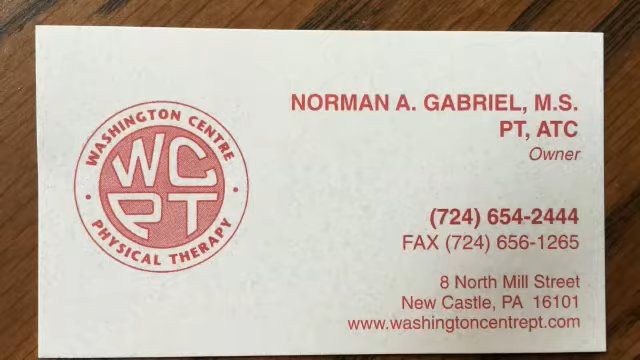 WASHINGTON CENTRE
WC
PT
PHYSICAL THERAPY
NORMAN A. GABRIEL, M.S.
PT, ATC
Owner
(724) 654-2444
FAX (724) 656-1265
8 North Mill Street
New Castle, PA 16101
www.washingtoncentrept.com